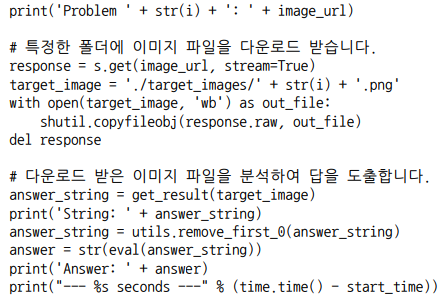 print('Problem ' + str(i) + ': ' + image_url)

# 특정한 폴더에 이미지 파일을 다운로드 받습니다.
response = s.get(image_url, stream=True)
target_image = './target_images/' + str(i) + '.png'
with open(target_image, 'wb') as out_file:
    shutil.copyfileobj(response.raw, out_file)
del response

# 다운로드 받은 이미지 파일을 분석하여 답을 도출합니다.
answer_string = get_result(target_image)
print('String: ' + answer_string)
answer_string = utils.remove_first_0(answer_string)
answer = str(eval(answer_string))
print('Answer: ' + answer)
print("--- %s seconds ---" % (time.time() - start_time))